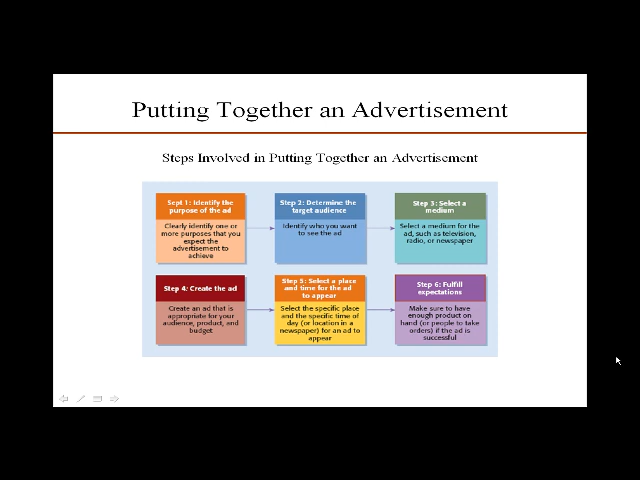 Putting Together an Advertisement
Steps Involved in Putting Together an Advertisement
Sept 1: Identify the
purpose of the ad
Clearly identify one or
more purposes that you
expect the
advertisement to
achieve
Step 2: Determine the
target audience
Identify who you want
to see the ad
Step 3: Select a
medium
Select a medium for the
ad, such as television,
radio, or newspaper
Step 4: Create the ad
Create an ad that is
appropriate for your
audience, product, and
budget
Step 5: Select a place
and time for the ad
to appear
Select the specific place
and the specific time of
day (or location in a
newspaper) for an ad to
appear
Step 6: Fulfill
expectations
Make sure to have
enough product on
hand (or people to take
orders) if the ad is
successful